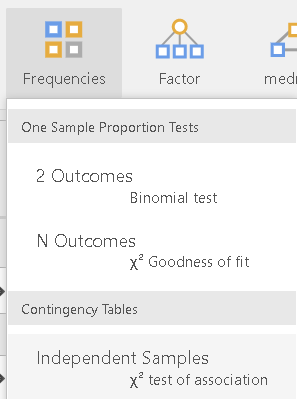 Frequencies Factor medm
One Sample Proportion Tests
2 Outcomes
Binomial test
N Outcomes
χ² Goodness of fit
Contingency Tables
Independent Samples
χ² test of association